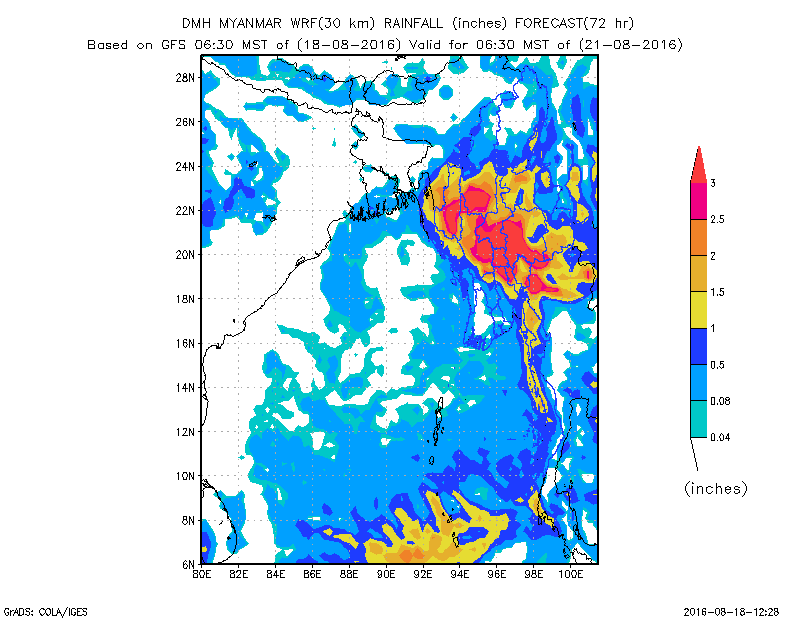 DMH MYANMAR WRF(30 km) RAINFALL (inches) FORECAST(72 hr)
Based on GFS 06:30 MST of (18-08-2016) Valid for 06:30 MST of (21-08-2016)
28N
26N
24N
22N
20N
18N
16N
14N
12N
10N
8N
6N
80E 82E 84E 86E 88E 90E 92E 94E 96E 98E 100E
3
2.5
2
1.5
1
0.5
0.08
0.04
(inches)
GrADS: COLA/IGES
2016-08-18-12:28